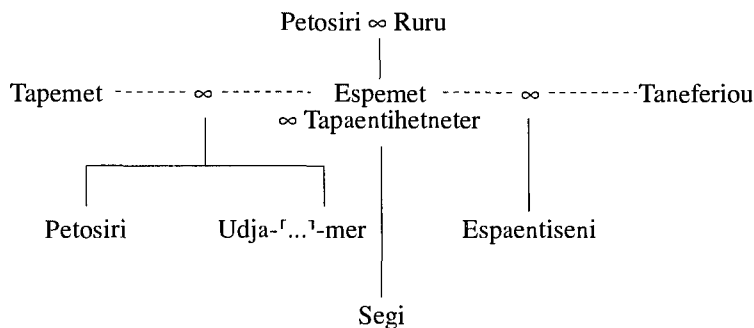 Petosiri ∞ Ruru
Tapemet ∞ Espemet ∞ Taneferiou
∞ Tapaentihetneter
Petosiri Udja-⸢...⸣-mer Espaentiseni
Segi